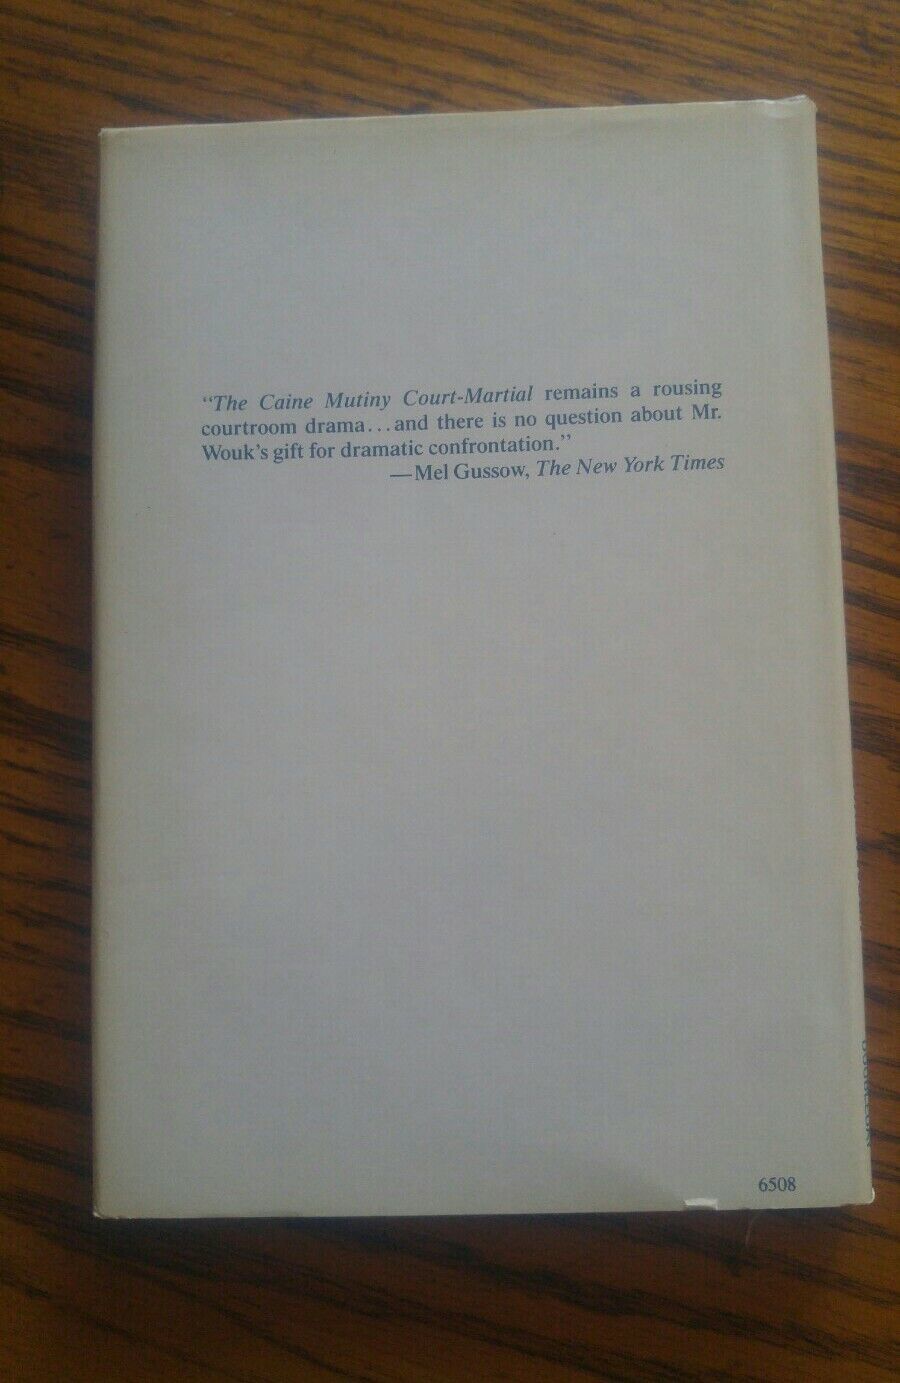 “The Caine Mutiny Court-Martial remains a rousing
courtroom drama...and there is no question about Mr.
Wouk’s gift for dramatic confrontation.”
—Mel Gussow, The New York Times
6508